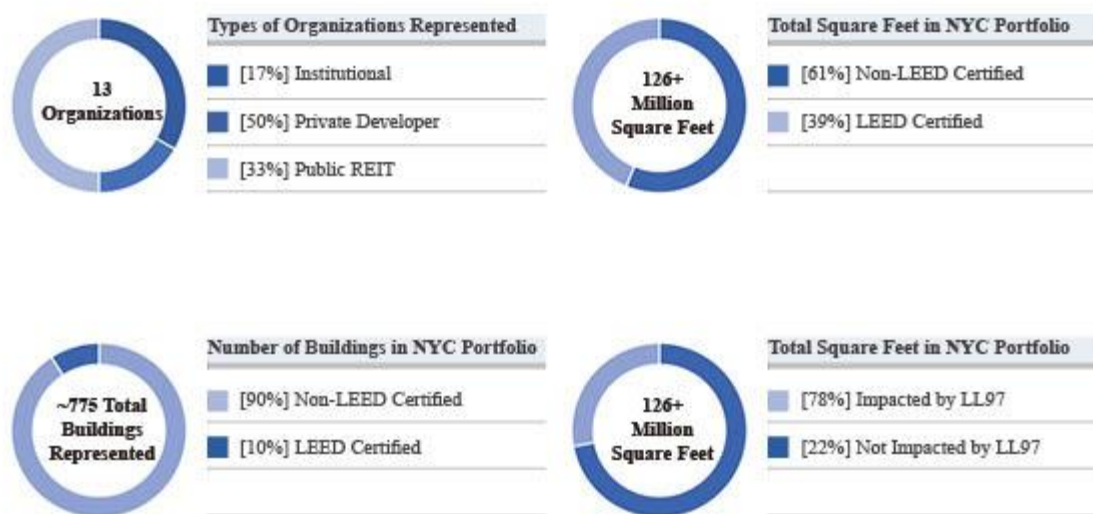 13
Organizations
Types of Organizations Represented
[17%] Institutional
[50%] Private Developer
[33%] Public REIT
126+
Million
Square Feet
Total Square Feet in NYC Portfolio
[61%] Non-LEED Certified
[39%] LEED Certified
~775 Total
Buildings
Represented
Number of Buildings in NYC Portfolio
[90%] Non-LEED Certified
[10%] LEED Certified
126+
Million
Square Feet
Total Square Feet in NYC Portfolio
[78%] Impacted by LL97
[22%] Not Impacted by LL97